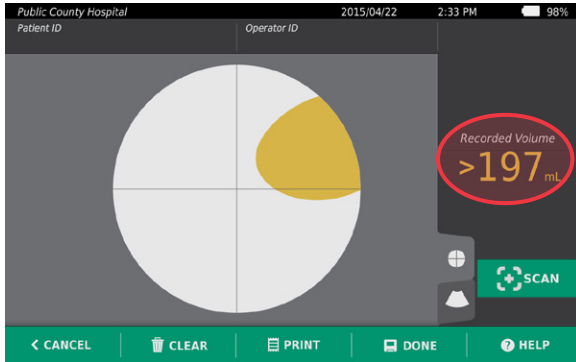 Public County Hospital 2015/04/22 2:33 PM 98%
Patient ID Operator ID
Recorded Volume
>197 mL
SCAN
< CANCEL CLEAR PRINT DONE ? HELP